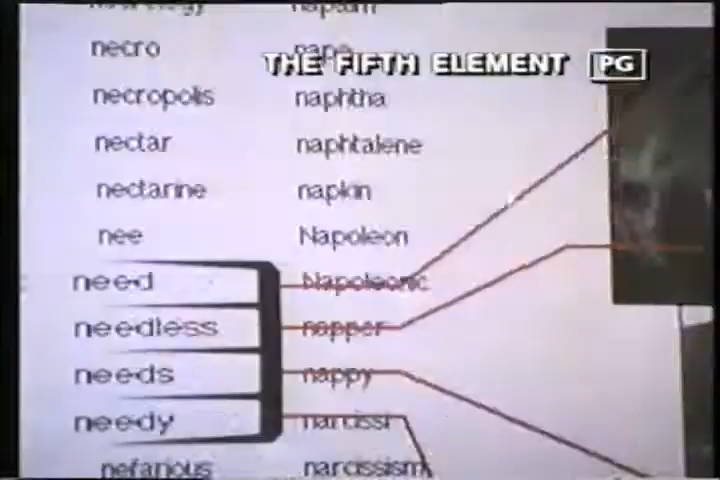 THE FIFTH ELEMENT PG
necro
necropolis naphtha
nectar naphtalene
nectarine napkin
nee Napoleon
need Napoleonic
needless napper
needs nappy
needy narcissi
nefarious narcissism